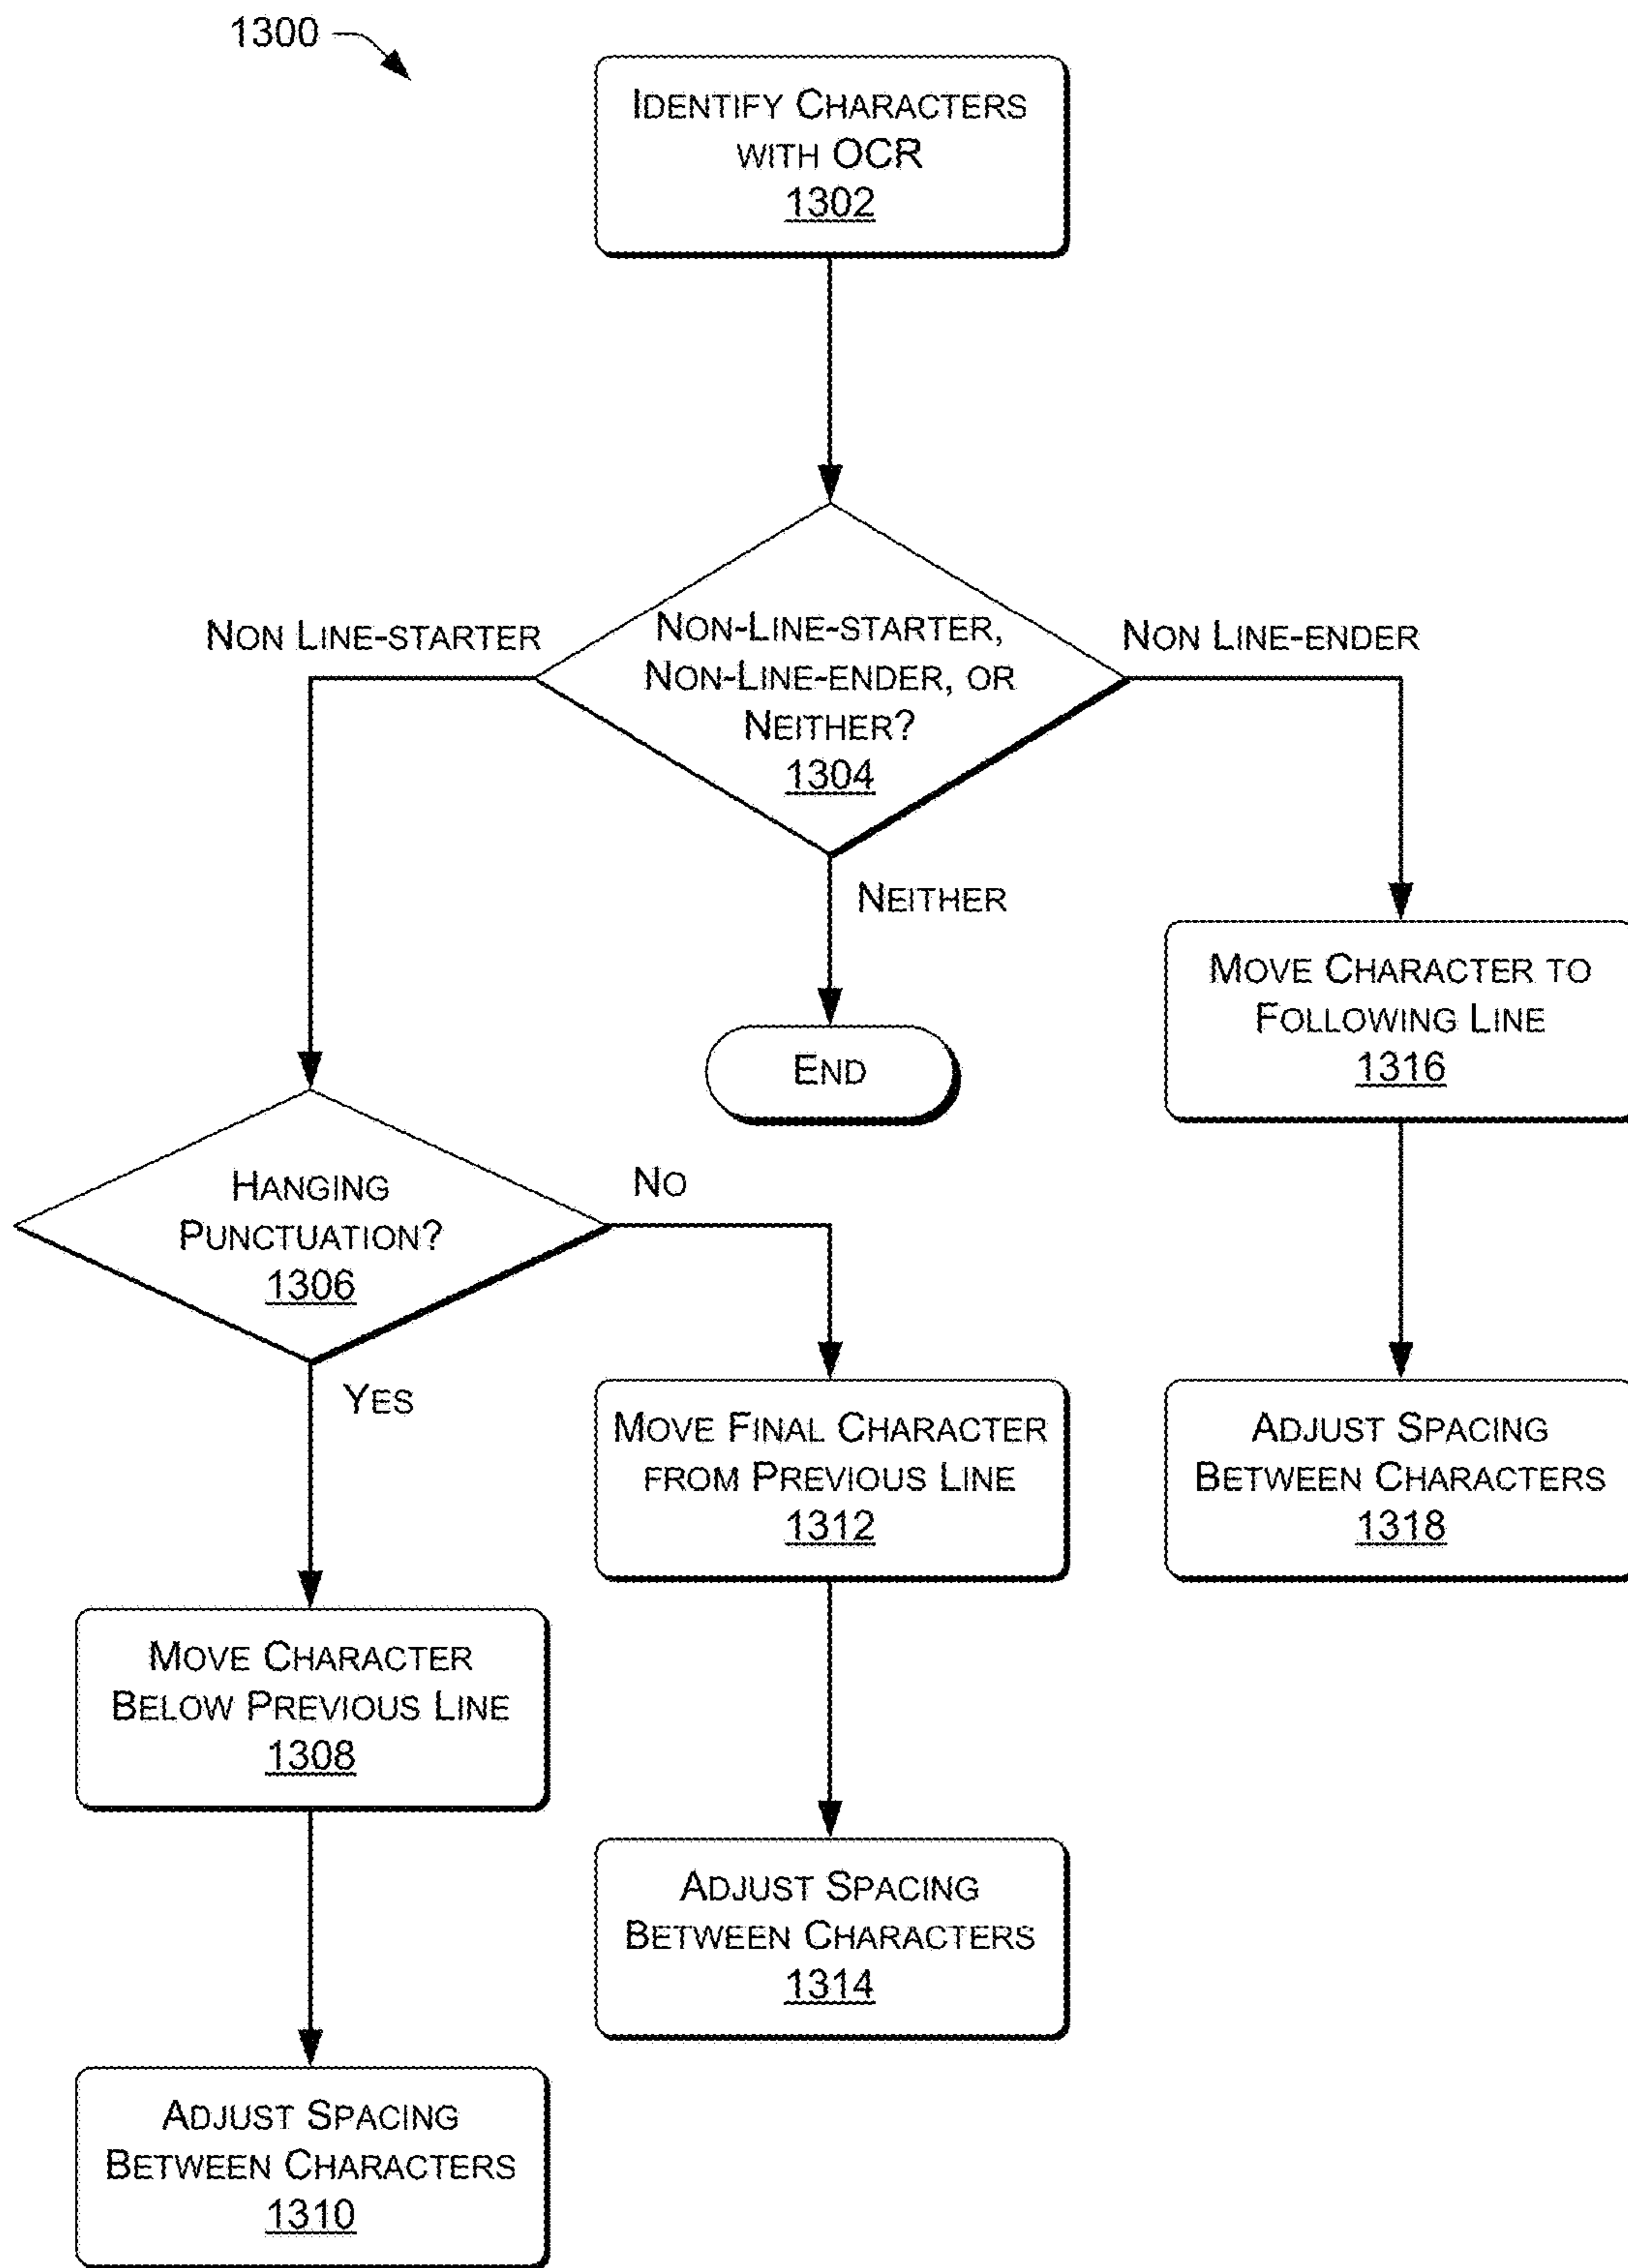 1300
IDENTIFY CHARACTERS
WITH OCR
1302
NON LINE-STARTER
NON-LINE-STARTER,
NON-LINE-ENDER, OR
NEITHER?
1304
NON LINE-ENDER
NEITHER
END
MOVE CHARACTER TO
FOLLOWING LINE
1316
HANGING
PUNCTUATION?
1306
NO
YES
MOVE FINAL CHARACTER
FROM PREVIOUS LINE
1312
ADJUST SPACING
BETWEEN CHARACTERS
1318
MOVE CHARACTER
BELOW PREVIOUS LINE
1308
ADJUST SPACING
BETWEEN CHARACTERS
1314
ADJUST SPACING
BETWEEN CHARACTERS
1310